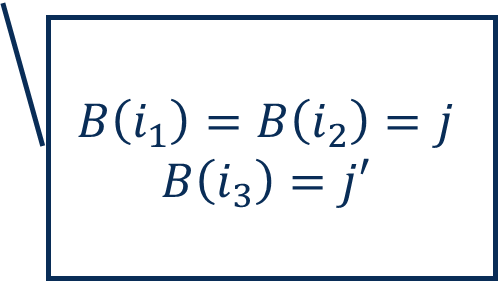 B(i₁) = B(i₂) = j
B(i₃) = j′